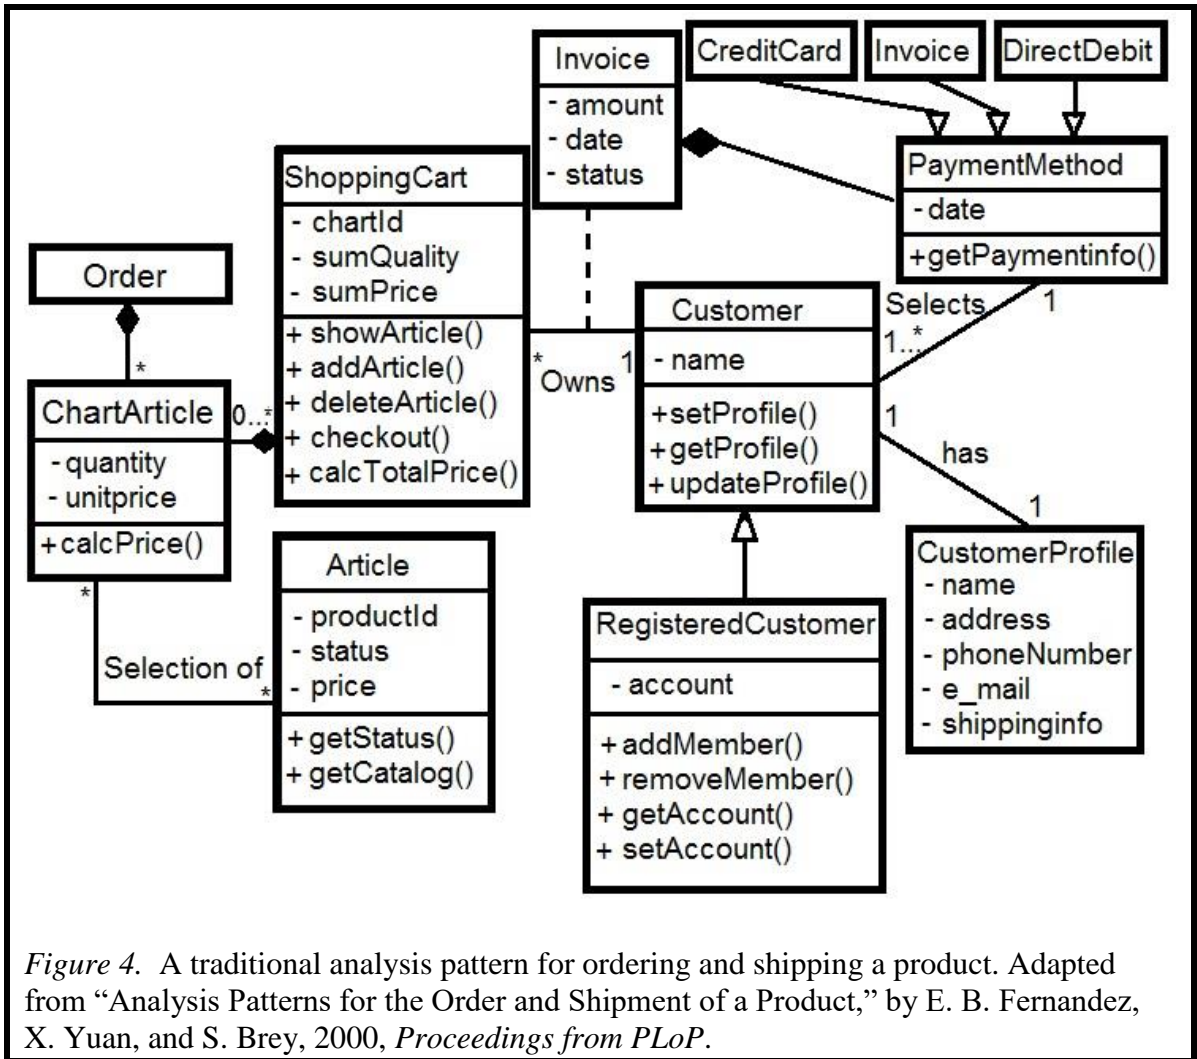 Invoice
- amount
- date
- status
CreditCard
Invoice
DirectDebit
PaymentMethod
- date
+getPaymentinfo()
ShoppingCart
- chartId
- sumQuality
- sumPrice
+ showArticle()
+ addArticle()
+ deleteArticle()
+ checkout()
+ calcTotalPrice()
Order
*
ChartArticle
- quantity
- unitprice
+calcPrice()
0...*
*
Selection of
*
Article
- productId
- status
- price
+ getStatus()
+ getCatalog()
*
Owns
1
Customer
- name
+setProfile()
+ getProfile()
+ updateProfile()
Selects
1...*
1
1
has
1
CustomerProfile
- name
- address
- phoneNumber
- e_mail
- shippinginfo
RegisteredCustomer
- account
+ addMember()
+ removeMember()
+ getAccount()
+ setAccount()
Figure 4. A traditional analysis pattern for ordering and shipping a product. Adapted
from “Analysis Patterns for the Order and Shipment of a Product,” by E. B. Fernandez,
X. Yuan, and S. Brey, 2000, Proceedings from PLoP.